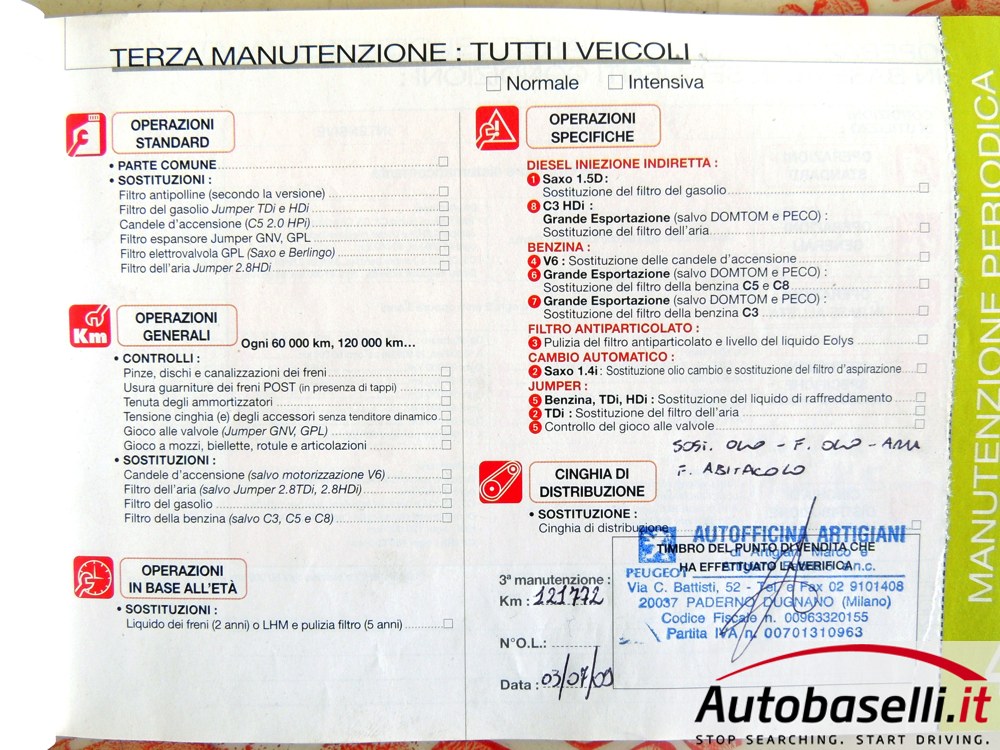 TERZA MANUTENZIONE : TUTTI I VEICOLI
Normale Intensiva
OPERAZIONI
STANDARD
• PARTE COMUNE
• SOSTITUZIONI :
Filtro antipolline (secondo la versione)
Filtro del gasolio Jumper TDi e HDi
Candele d'accensione (C5 2.0 HPi)
Filtro espansore Jumper GNV, GPL
Filtro elettrovalvola GPL (Saxo e Berlingo)
Filtro dell'aria Jumper 2.8HDi
Km
OPERAZIONI
GENERALI
Ogni 60 000 km, 120 000 km...
• CONTROLLI :
Pinze, dischi e canalizzazioni dei freni
Usura guarniture dei freni POST (in presenza di tappi)
Tenuta degli ammortizzatori
Tensione cinghia (e) degli accessori senza tenditore dinamico
Gioco alle valvole (Jumper GNV, GPL)
Gioco a mozzi, biellette, rotule e articolazioni
• SOSTITUZIONI :
Candele d'accensione (salvo motorizzazione V6)
Filtro dell'aria (salvo Jumper 2.8TDi, 2.8HDi)
Filtro del gasolio
Filtro della benzina (salvo C3, C5 e C8)
OPERAZIONI
IN BASE ALL'ETÀ
• SOSTITUZIONI :
Liquido dei freni (2 anni) o LHM e pulizia filtro (5 anni)
OPERAZIONI
SPECIFICHE
DIESEL INIEZIONE INDIRETTA :
1 Saxo 1.5D :
Sostituzione del filtro del gasolio
8 C3 HDi :
Grande Esportazione (salvo DOMTOM e PECO) :
Sostituzione del filtro dell'aria
BENZINA :
4 V6 : Sostituzione delle candele d'accensione
6 Grande Esportazione (salvo DOMTOM e PECO) :
Sostituzione del filtro della benzina C5 e C8
7 Grande Esportazione (salvo DOMTOM e PECO) :
Sostituzione del filtro della benzina C3
FILTRO ANTIPARTICOLATO :
3 Pulizia del filtro antiparticolato e livello del liquido Eolys
CAMBIO AUTOMATICO :
2 Saxo 1.4i : Sostituzione olio cambio e sostituzione del filtro d'aspirazione
JUMPER :
5 Benzina, TDi, HDi : Sostituzione del liquido di raffreddamento
2 TDi : Sostituzione del filtro dell'aria
5 Controllo del gioco alle valvole
SOST. OLIO - F. OLIO - ARIA
F. ABITACOLO
CINGHIA DI
DISTRIBUZIONE
• SOSTITUZIONE :
Cinghia di distribuzione
AUTOFFICINA ARTIGIANI
TIMBRO DEL PUNTO DI VENDITA CHE
HA EFFETTUATO LA VERIFICA
PEUGEOT
Via C. Battisti, 52 - Tel e Fax 02 9101408
20037 PADERNO DUGNANO (Milano)
Codice Fiscale n. 00963320155
Partita IVA n. 00701310963
3ª manutenzione :
Km : 121772
N°O.L.:
Data : 03/07/09
MANUTENZIONE PERIODICA
Autobaselli.it
STOP SEARCHING. START DRIVING.